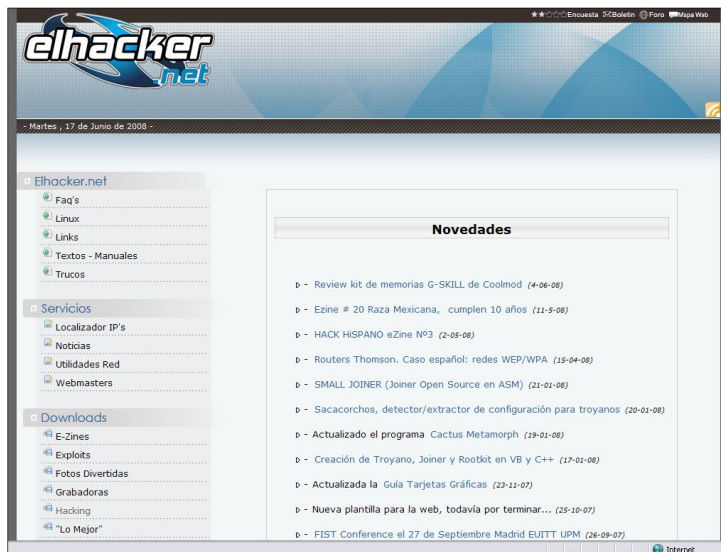 Encuesta Boletin Foro Mapa Web
elhacker
.net
- Martes , 17 de Junio de 2008 -
Elhacker.net
Faq's
Linux
Links
Textos - Manuales
Trucos
Servicios
Localizador IP's
Noticias
Utilidades Red
Webmasters
Downloads
E-Zines
Exploits
Fotos Divertidas
Grabadoras
Hacking
"Lo Mejor"
Novedades
- Review kit de memorias G-SKILL de Coolmod (4-06-08)
- Ezine # 20 Raza Mexicana, cumplen 10 años (11-5-08)
- HACK HiSPANO eZine Nº3 (2-05-08)
- Routers Thomson. Caso español: redes WEP/WPA (15-04-08)
- SMALL JOINER (Joiner Open Source en ASM) (21-01-08)
- Sacacorchos, detector/extractor de configuración para troyanos (20-01-08)
- Actualizado el programa Cactus Metamorph (19-01-08)
- Creación de Troyano, Joiner y Rootkit en VB y C++ (17-01-08)
- Actualizada la Guía Tarjetas Gráficas (23-11-07)
- Nueva plantilla para la web, todavía por terminar... (25-10-07)
- FIST Conference el 27 de Septiembre Madrid EUITT UPM (26-09-07)
Internet